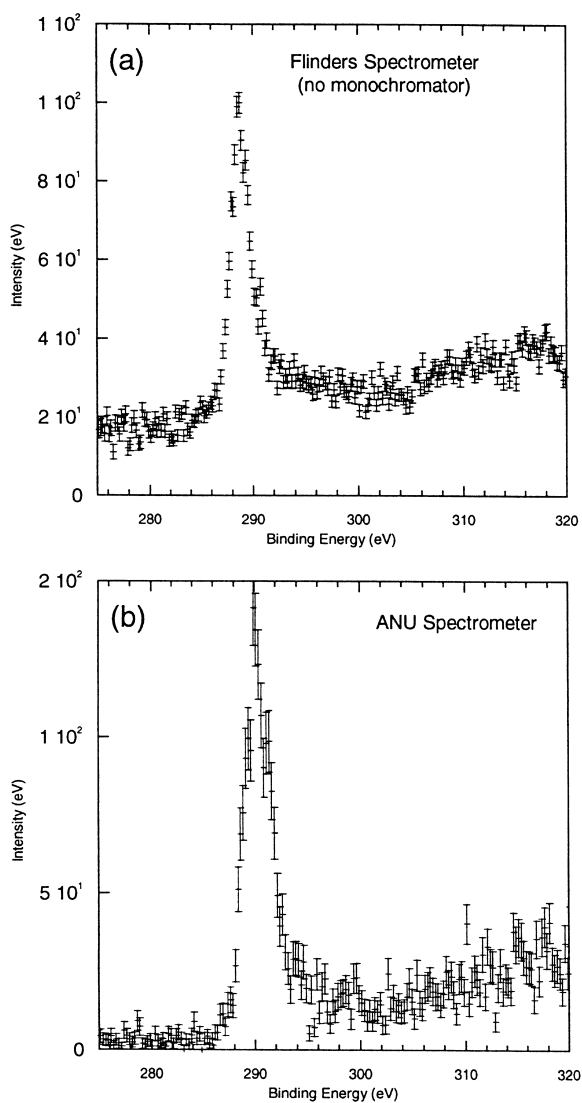 1 10²
(a)
Flinders Spectrometer
(no monochromator)
1 10²
8 10¹
6 10¹
4 10¹
2 10¹
0
Intensity (eV)
280 290 300 310 320
Binding Energy (eV)
2 10²
(b)
ANU Spectrometer
1 10²
5 10¹
0
Intensity (eV)
280 290 300 310 320
Binding Energy (eV)